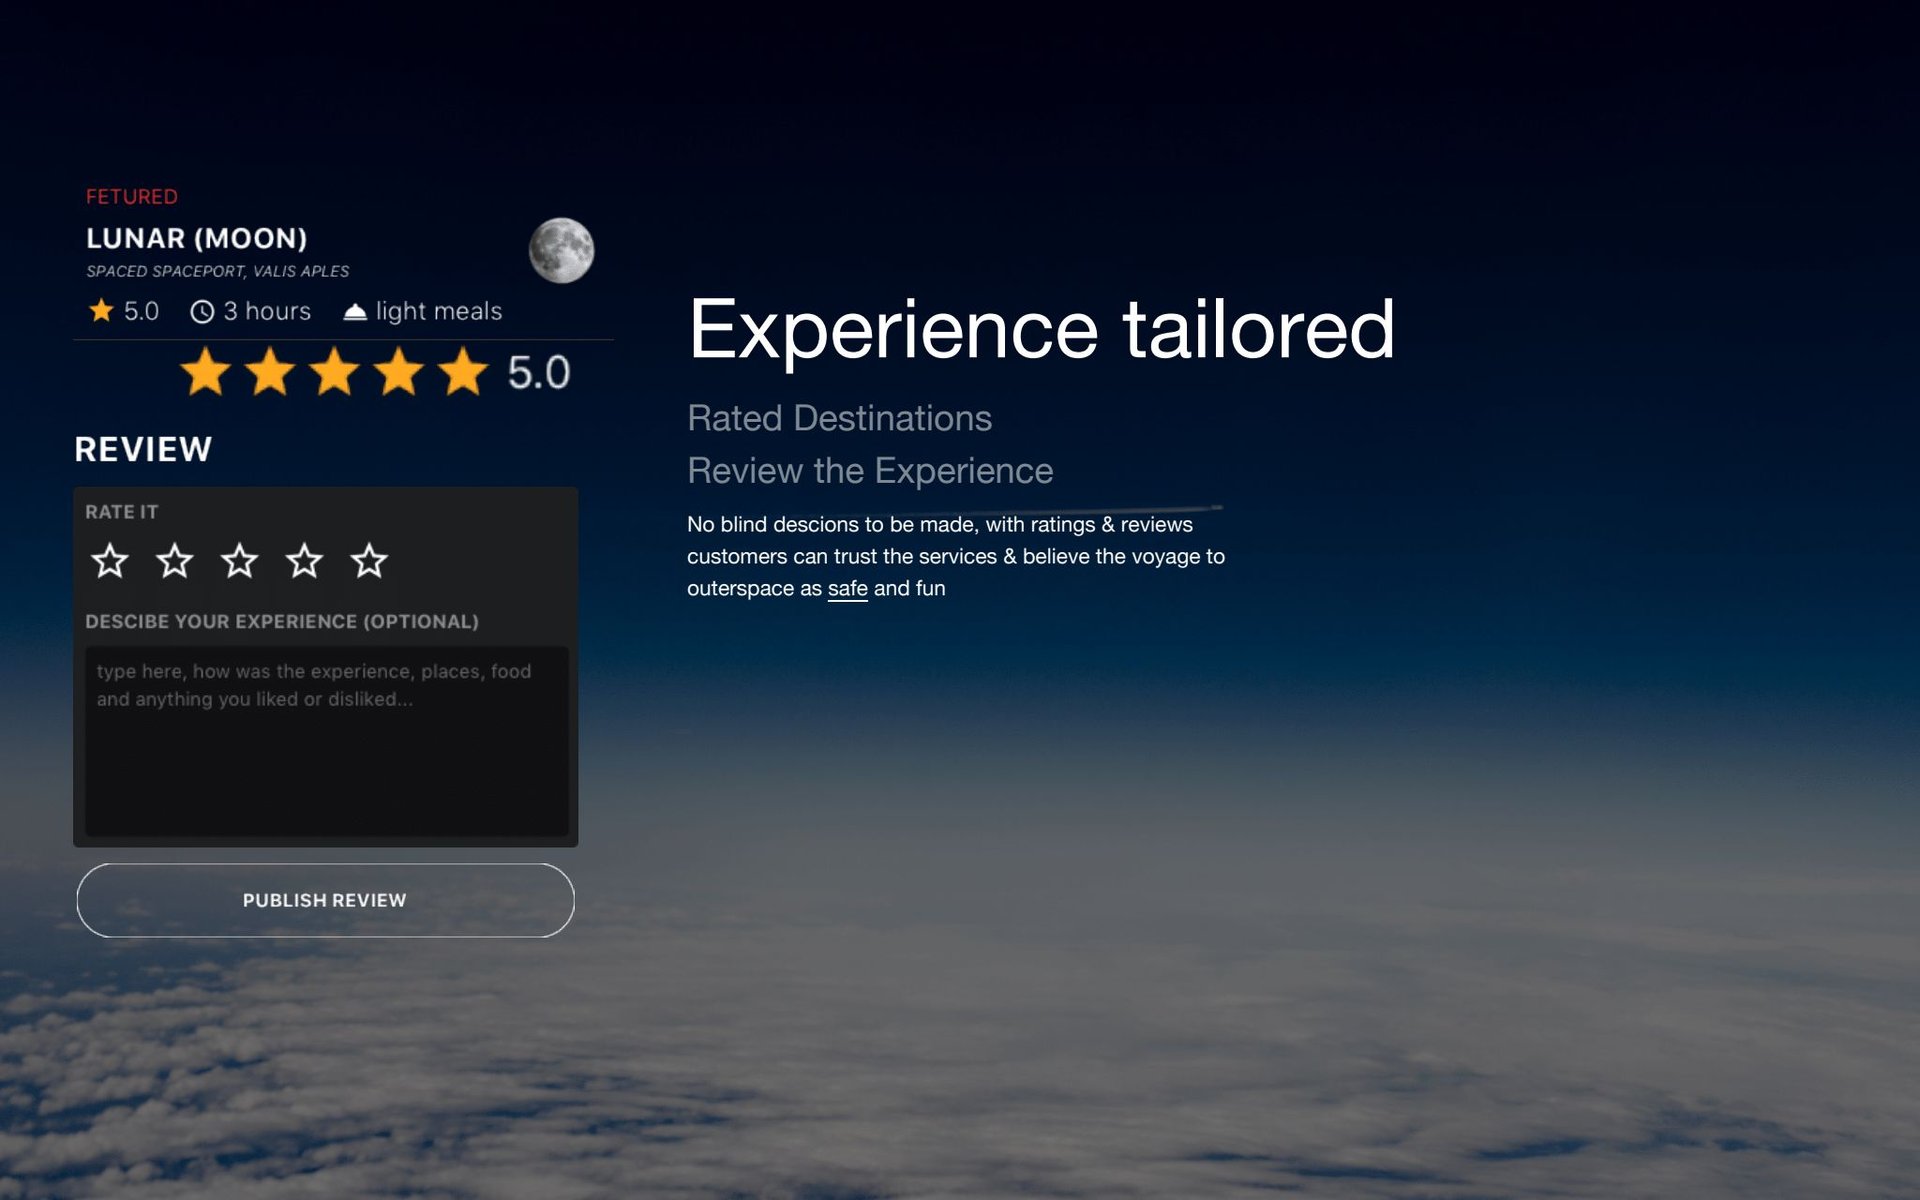 FETURED
LUNAR (MOON)
SPACED SPACEPORT, VALIS APLES
5.0 3 hours light meals
5.0
REVIEW
RATE IT
DESCIBE YOUR EXPERIENCE (OPTIONAL)
type here, how was the experience, places, food
and anything you liked or disliked...
PUBLISH REVIEW
Experience tailored
Rated Destinations
Review the Experience
No blind descions to be made, with ratings & reviews
customers can trust the services & believe the voyage to
outerspace as safe and fun